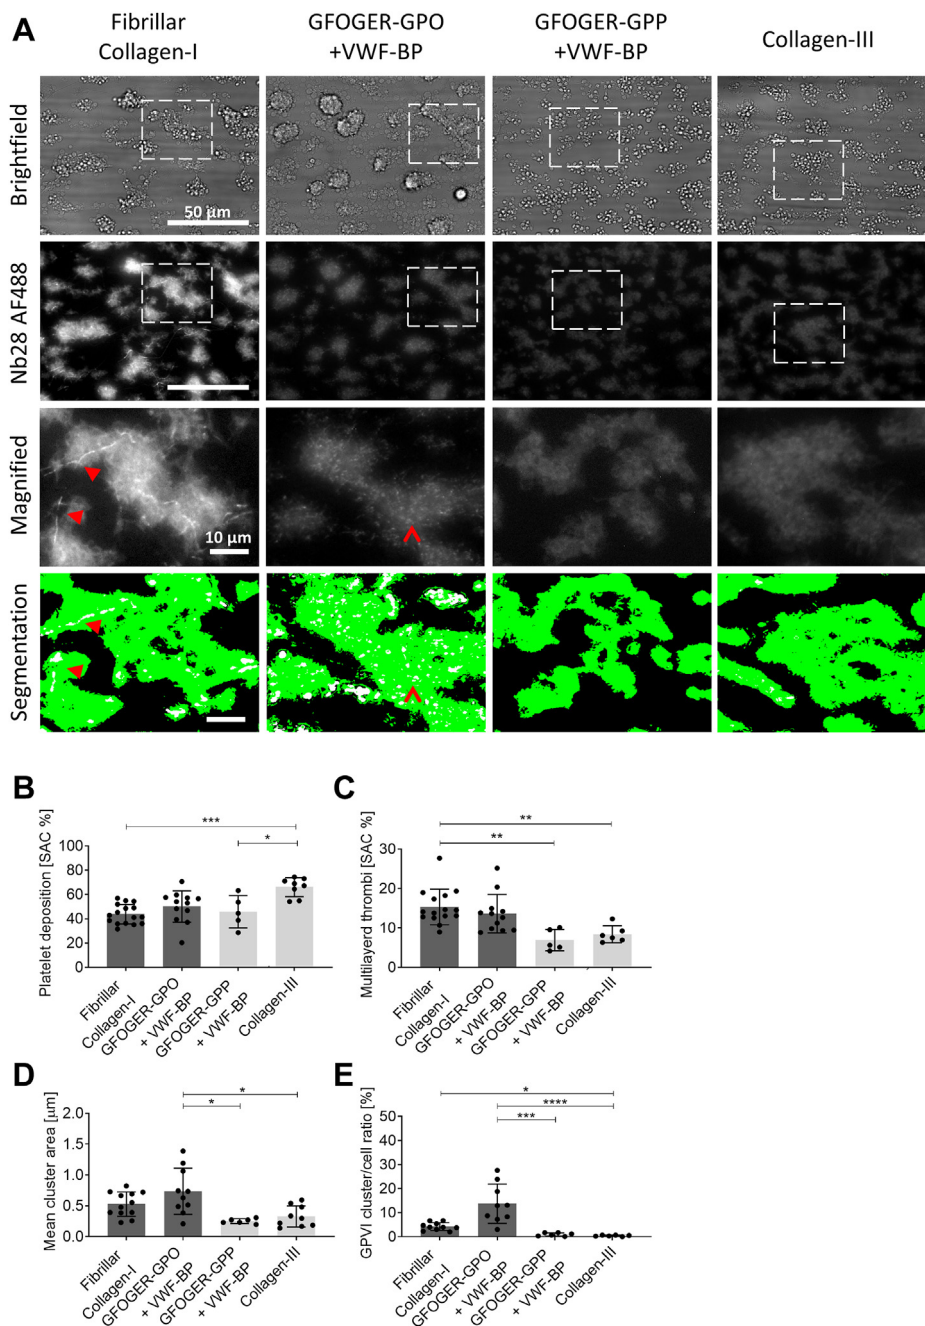 A
Fibrillar
Collagen-I
GFOGER-GPO
+VWF-BP
GFOGER-GPP
+VWF-BP
Collagen-III
Brightfield
50 µm
Nb28 AF488
Magnified
10 µm
Segmentation
B
Platelet deposition [SAC %]
***
*
100
80
60
40
20
0
Fibrillar
Collagen-I
GFOGER-GPO
+ VWF-BP
GFOGER-GPP
+ VWF-BP
Collagen-III
C
Multilayerd thrombi [SAC %]
**
**
30
20
10
0
Fibrillar
Collagen-I
GFOGER-GPO
+ VWF-BP
GFOGER-GPP
+ VWF-BP
Collagen-III
D
Mean cluster area [µm]
*
*
2.0
1.5
1.0
0.5
0.0
Fibrillar
Collagen-I
GFOGER-GPO
+ VWF-BP
GFOGER-GPP
+ VWF-BP
Collagen-III
E
GPVI cluster/cell ratio [%]
*
****
***
50
40
30
20
10
0
Fibrillar
Collagen-I
GFOGER-GPO
+ VWF-BP
GFOGER-GPP
+ VWF-BP
Collagen-III